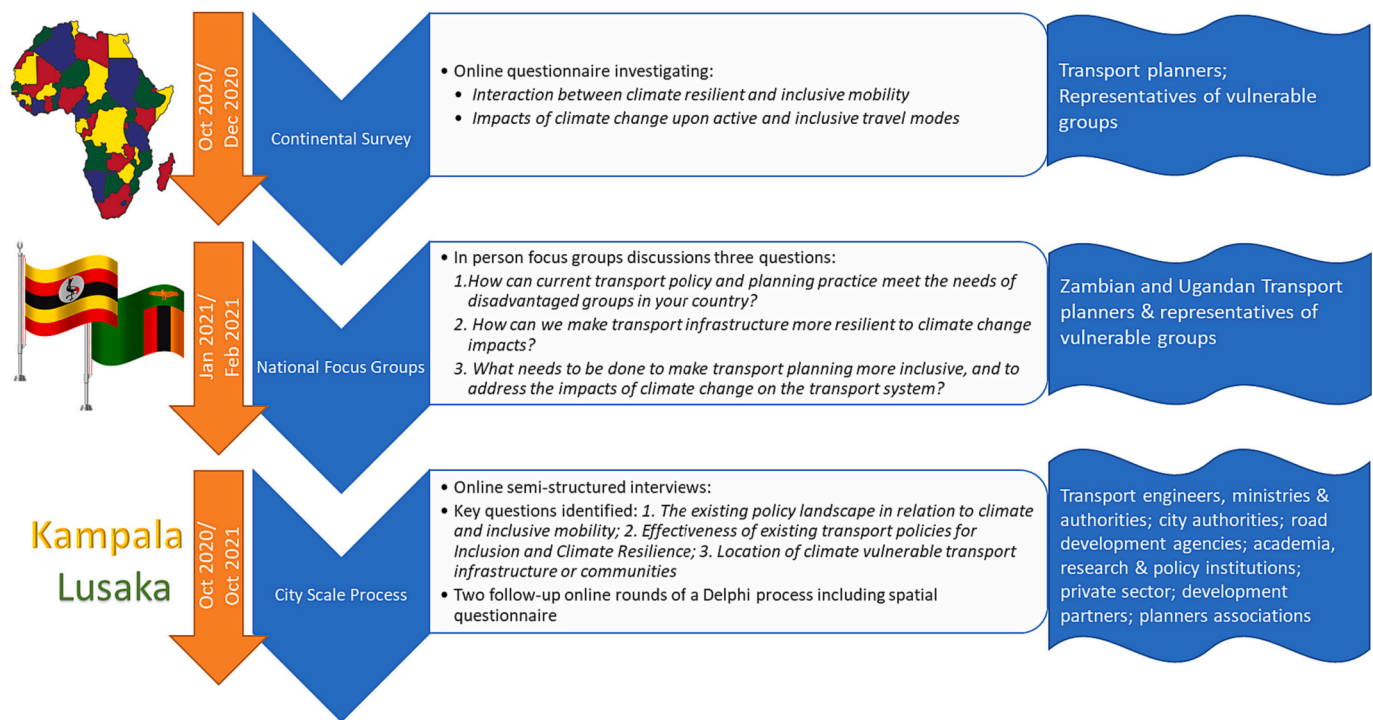 Oct 2020/
Dec 2020
Continental Survey
• Online questionnaire investigating:
• Interaction between climate resilient and inclusive mobility
• Impacts of climate change upon active and inclusive travel modes
Transport planners;
Representatives of vulnerable
groups
Jan 2021/
Feb 2021
National Focus Groups
• In person focus groups discussions three questions:
1.How can current transport policy and planning practice meet the needs of
disadvantaged groups in your country?
2. How can we make transport infrastructure more resilient to climate change
impacts?
3. What needs to be done to make transport planning more inclusive, and to
address the impacts of climate change on the transport system?
Zambian and Ugandan Transport
planners & representatives of
vulnerable groups
Kampala
Lusaka
Oct 2020/
Oct 2021
City Scale Process
• Online semi-structured interviews:
• Key questions identified: 1. The existing policy landscape in relation to climate
and inclusive mobility; 2. Effectiveness of existing transport policies for
Inclusion and Climate Resilience; 3. Location of climate vulnerable transport
infrastructure or communities
• Two follow-up online rounds of a Delphi process including spatial
questionnaire
Transport engineers, ministries &
authorities; city authorities; road
development agencies; academia,
research & policy institutions;
private sector; development
partners; planners associations